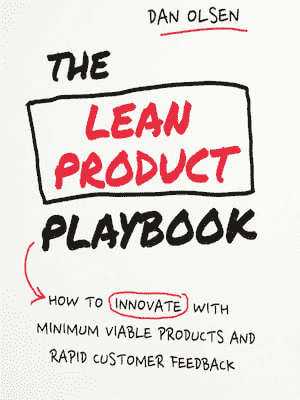 DAN OLSEN
THE
LEAN
PRODUCT
PLAYBOOK
HOW TO INNOVATE WITH
MINIMUM VIABLE PRODUCTS AND
RAPID CUSTOMER FEEDBACK